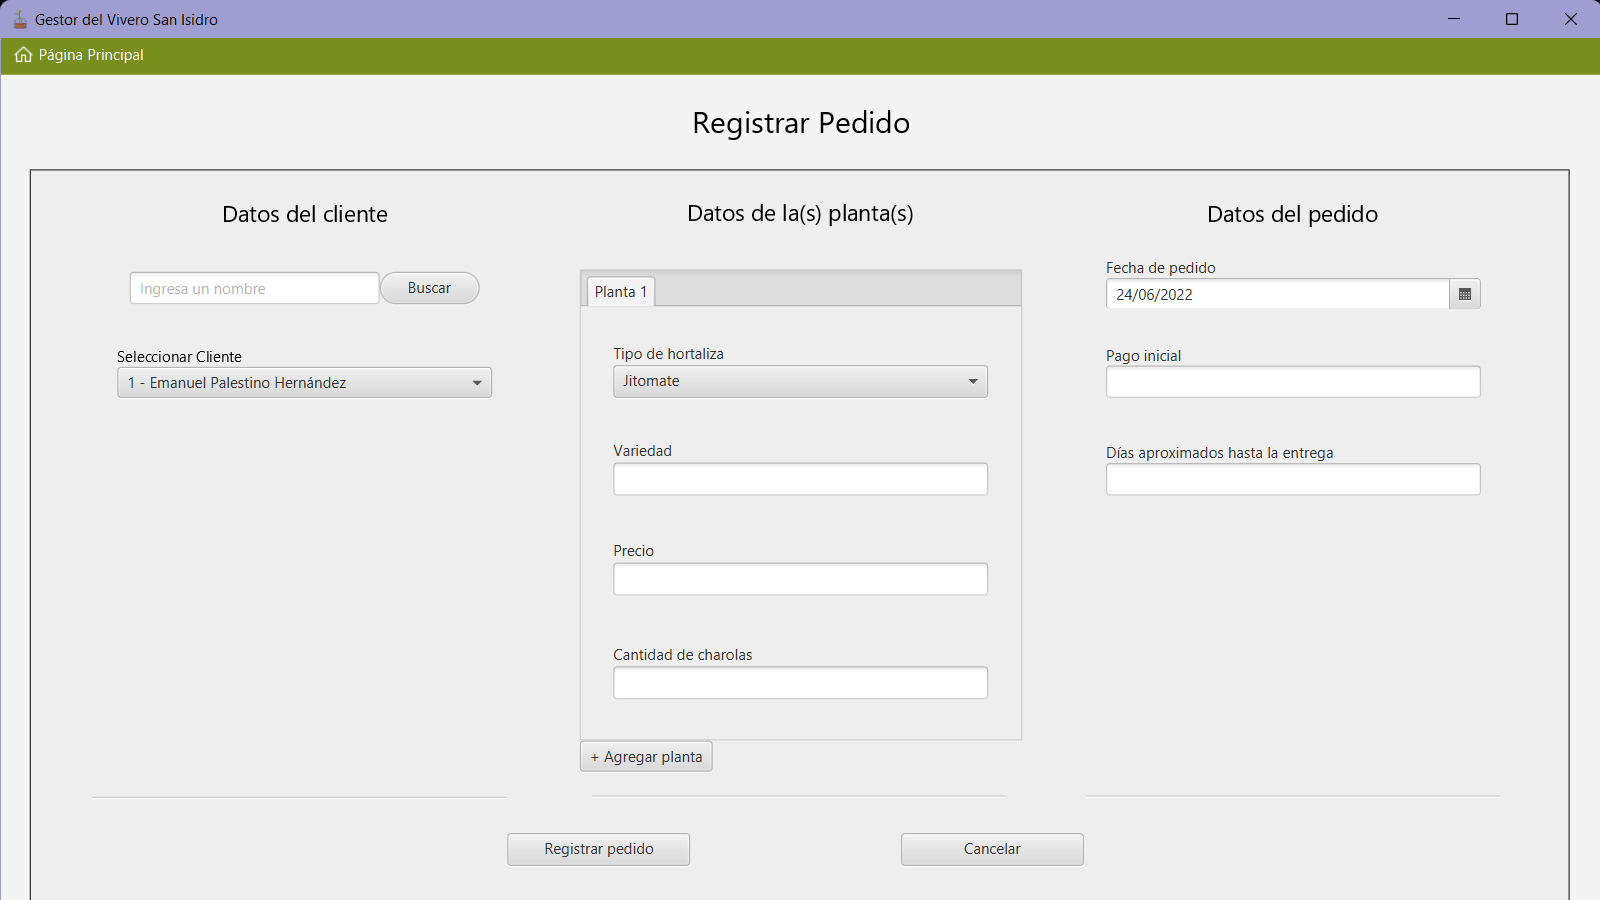 Gestor del Vivero San Isidro
Página Principal
Registrar Pedido
Datos del cliente
Ingresa un nombre
Buscar
Seleccionar Cliente
1 - Emanuel Palestino Hernández
Datos de la(s) planta(s)
Planta 1
Tipo de hortaliza
Jitomate
Variedad
Precio
Cantidad de charolas
+ Agregar planta
Datos del pedido
Fecha de pedido
24/06/2022
Pago inicial
Días aproximados hasta la entrega
Registrar pedido
Cancelar